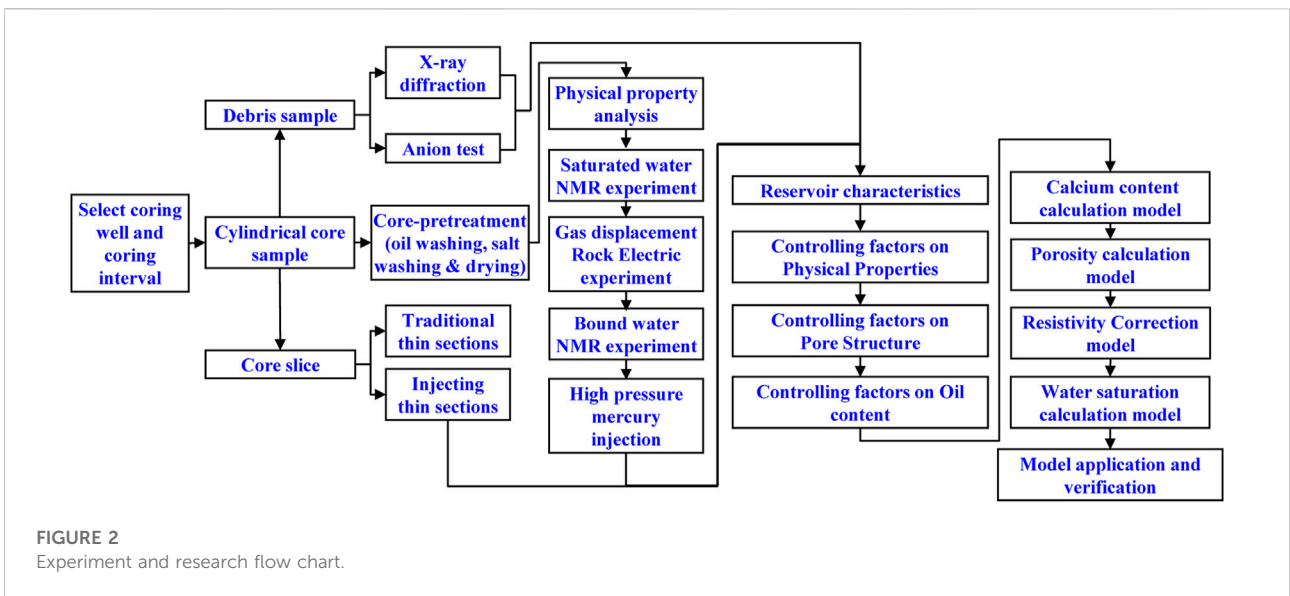 Select coring
well and
coring
interval
Cylindrical core
sample
Debris sample
X-ray
diffraction
Anion test
Core-pretreatment
(oil washing, salt
washing & drying)
Core slice
Traditional
thin sections
Injecting
thin sections
Physical property
analysis
Saturated water
NMR experiment
Gas displacement
Rock Electric
experiment
Bound water
NMR experiment
High pressure
mercury
injection
Reservoir characteristics
Controlling factors on
Physical Properties
Controlling factors on
Pore Structure
Controlling factors on Oil
content
Calcium content
calculation model
Porosity calculation
model
Resistivity Correction
model
Water saturation
calculation model
Model application and
verification
FIGURE 2
Experiment and research flow chart.